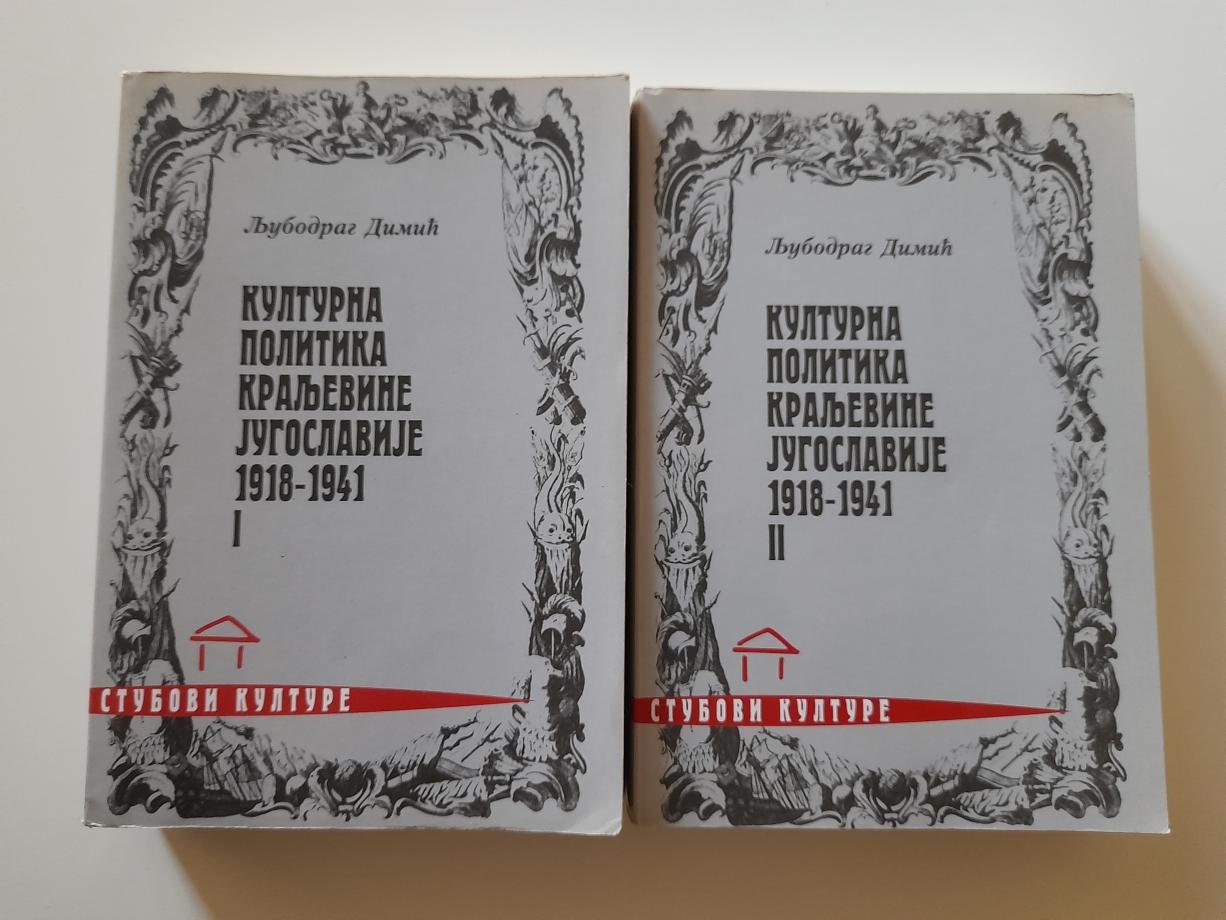 Љубодраг Димић
КУЛТУРНА
ПОЛИТИКА
КРАЉЕВИНЕ
ЈУГОСЛАВИЈЕ
1918-1941
I
СТУБОВИ КУЛТУРЕ
Љубодраг Димић
КУЛТУРНА
ПОЛИТИКА
КРАЉЕВИНЕ
ЈУГОСЛАВИЈЕ
1918-1941
II
СТУБОВИ КУЛТУРЕ